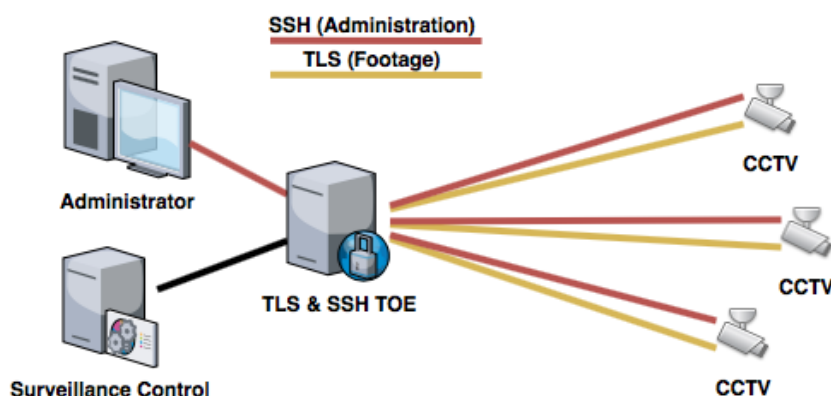 SSH (Administration)
TLS (Footage)
CCTV
Administrator
TLS & SSH TOE
CCTV
Surveillance Control
CCTV